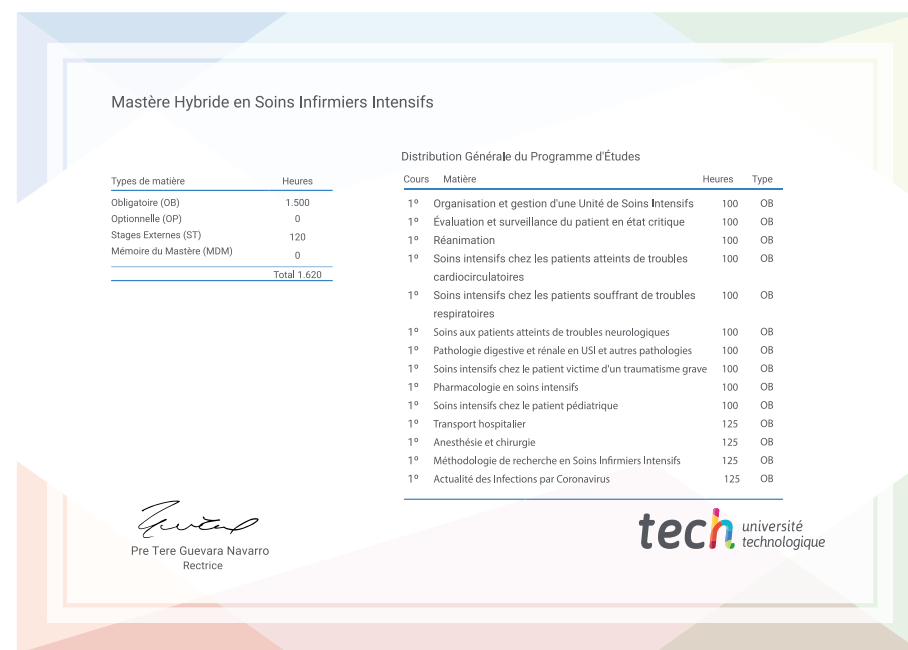 Mastère Hybride en Soins Infirmiers Intensifs
Types de matière Heures
Obligatoire (OB) 1.500
Optionnelle (OP) 0
Stages Externes (ST) 120
Mémoire du Mastère (MDM) 0
Total 1.620
Distribution Générale du Programme d'Études
Cours Matière Heures Type
1º Organisation et gestion d'une Unité de Soins Intensifs 100 OB
1º Évaluation et surveillance du patient en état critique 100 OB
1º Réanimation 100 OB
1º Soins intensifs chez les patients atteints de troubles 100 OB
cardiocirculatoires
1º Soins intensifs chez les patients souffrant de troubles 100 OB
respiratoires
1º Soins aux patients atteints de troubles neurologiques 100 OB
1º Pathologie digestive et rénale en USI et autres pathologies 100 OB
1º Soins intensifs chez le patient victime d'un traumatisme grave 100 OB
1º Pharmacologie en soins intensifs 100 OB
1º Soins intensifs chez le patient pédiatrique 100 OB
1º Transport hospitalier 125 OB
1º Anesthésie et chirurgie 125 OB
1º Méthodologie de recherche en Soins Infirmiers Intensifs 125 OB
1º Actualité des Infections par Coronavirus 125 OB
Pre Tere Guevara Navarro
Rectrice
tech université
technologique